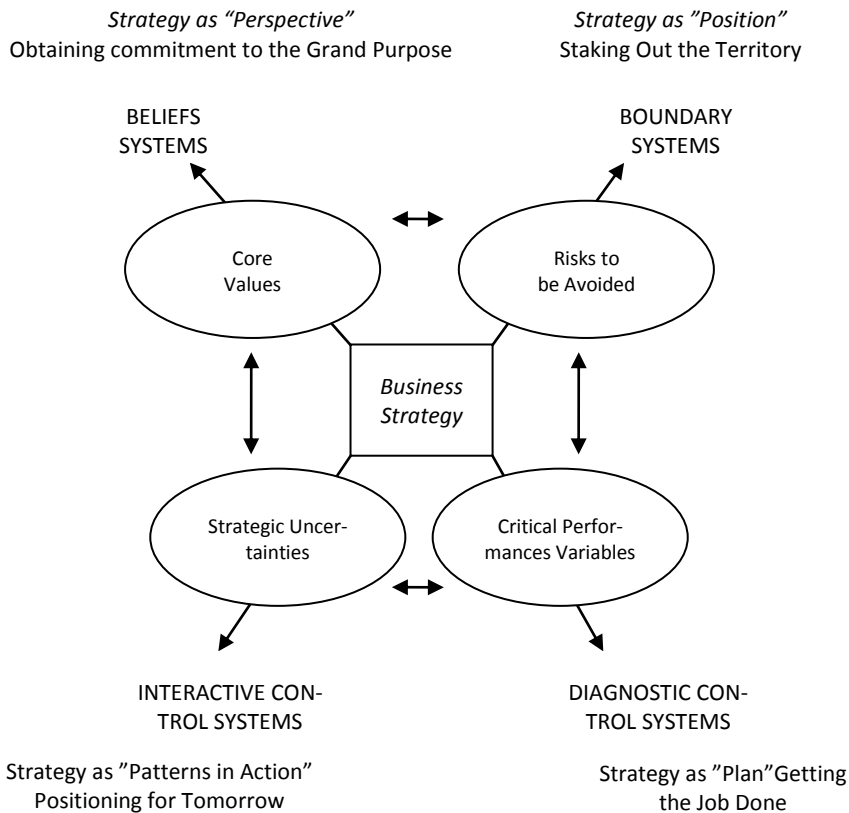 Strategy as “Perspective”
Obtaining commitment to the Grand Purpose
Strategy as ”Position”
Staking Out the Territory
BELIEFS
SYSTEMS
BOUNDARY
SYSTEMS
Core
Values
Risks to
be Avoided
Business
Strategy
Strategic Uncer-
tainties
Critical Perfor-
mances Variables
INTERACTIVE CON-
TROL SYSTEMS
DIAGNOSTIC CON-
TROL SYSTEMS
Strategy as ”Patterns in Action”
Positioning for Tomorrow
Strategy as ”Plan”Getting
the Job Done